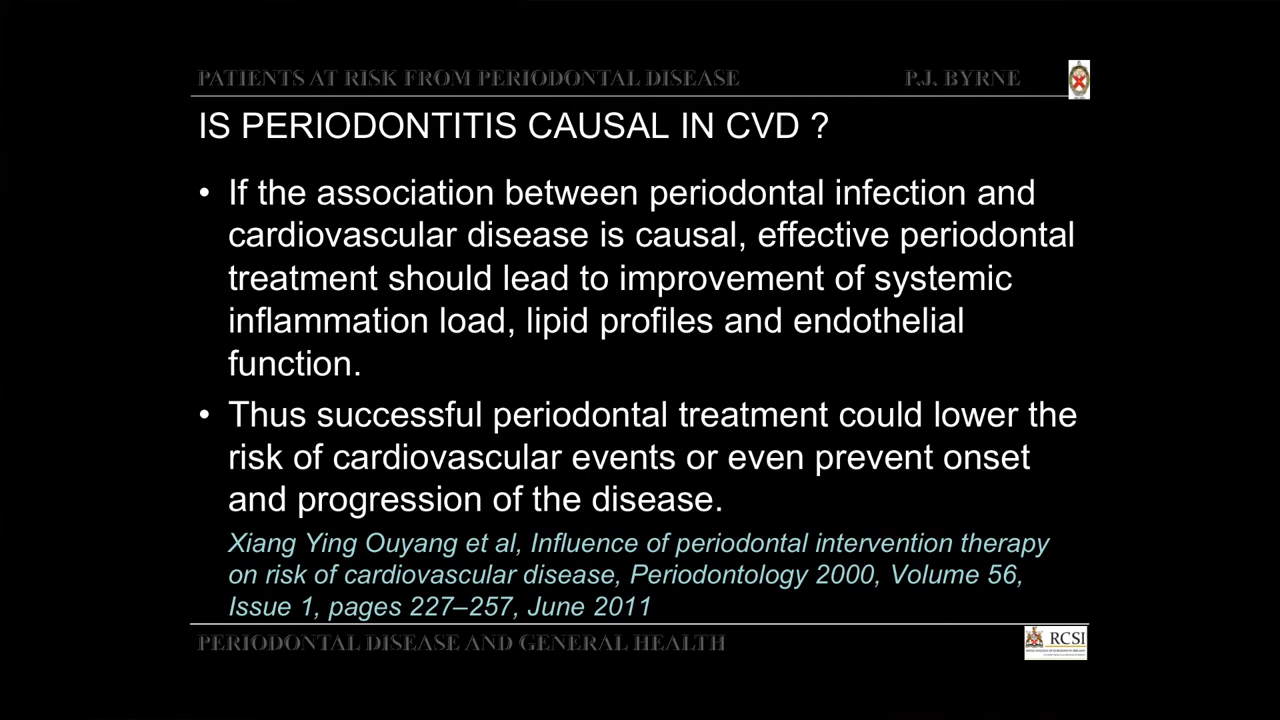 PATIENTS AT RISK FROM PERIODONTAL DISEASE P.J. BYRNE
IS PERIODONTITIS CAUSAL IN CVD ?
• If the association between periodontal infection and
cardiovascular disease is causal, effective periodontal
treatment should lead to improvement of systemic
inflammation load, lipid profiles and endothelial
function.
• Thus successful periodontal treatment could lower the
risk of cardiovascular events or even prevent onset
and progression of the disease.
Xiang Ying Ouyang et al, Influence of periodontal intervention therapy
on risk of cardiovascular disease, Periodontology 2000, Volume 56,
Issue 1, pages 227–257, June 2011
PERIODONTAL DISEASE AND GENERAL HEALTH
RCSI